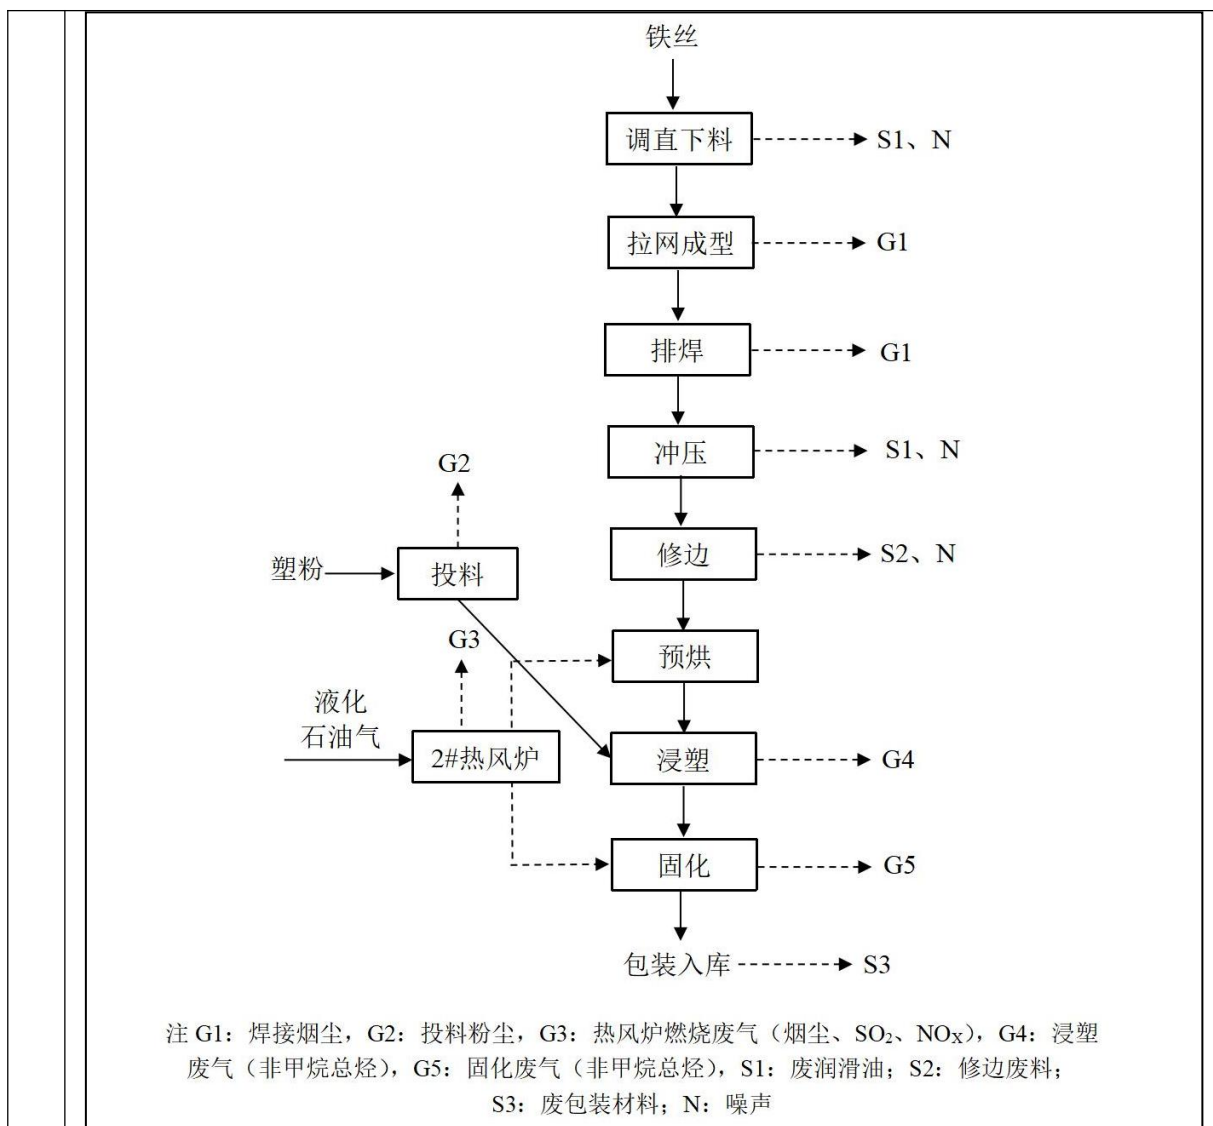 铁丝
调直下料
S1、N
拉网成型
G1
排焊
G1
冲压
S1、N
G2
修边
S2、N
塑粉
投料
G3
预烘
液化
石油气
2#热风炉
浸塑
G4
固化
G5
包装入库
S3
注 G1：焊接烟尘，G2：投料粉尘，G3：热风炉燃烧废气（烟尘、SO₂、NOₓ），G4：浸塑
废气（非甲烷总烃），G5：固化废气（非甲烷总烃），S1：废润滑油；S2：修边废料；
S3：废包装材料；N：噪声